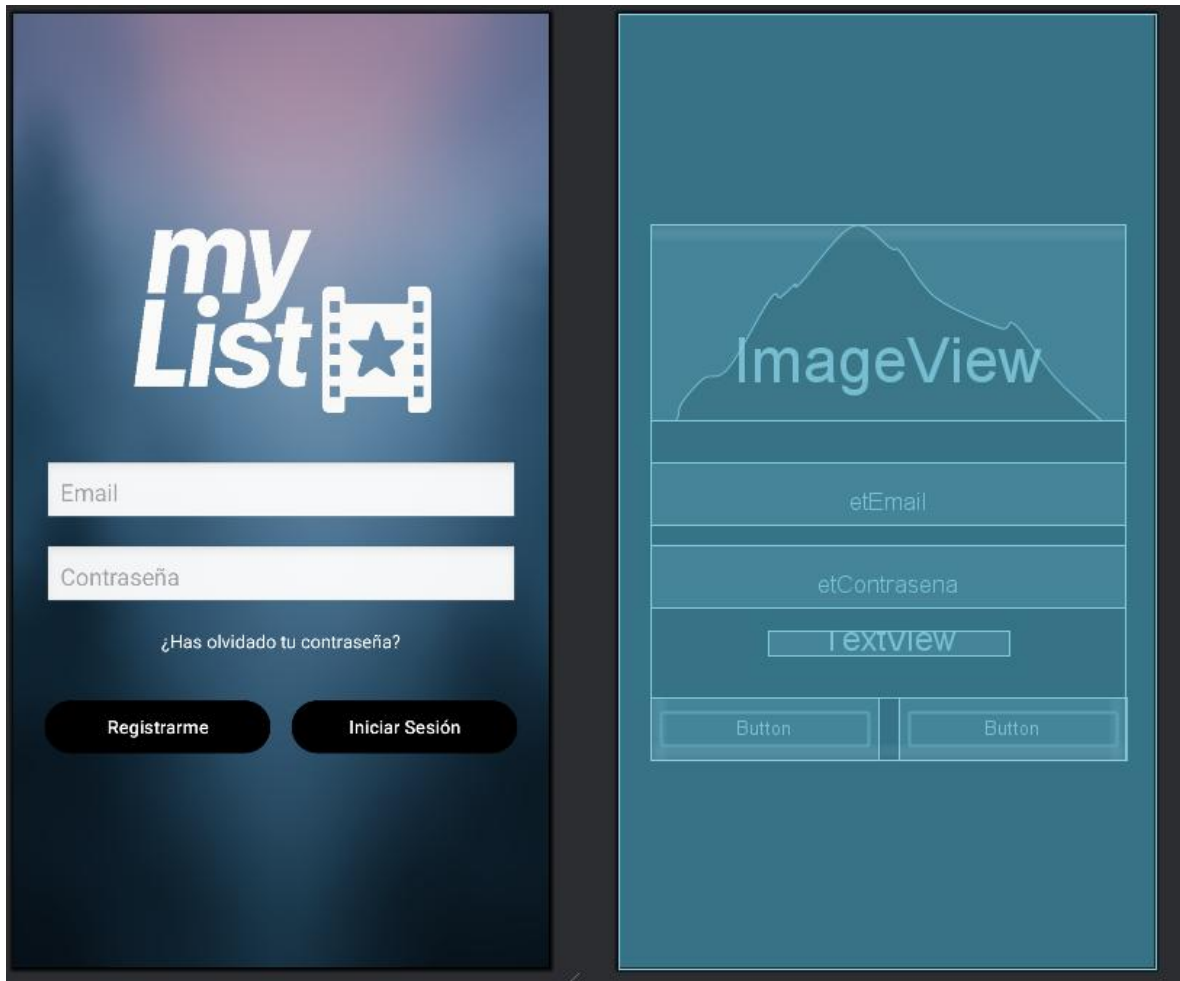 my
List
Email
Contraseña
¿Has olvidado tu contraseña?
Registrarme
Iniciar Sesión
ImageView
etEmail
etContrasena
TextView
Button
Button